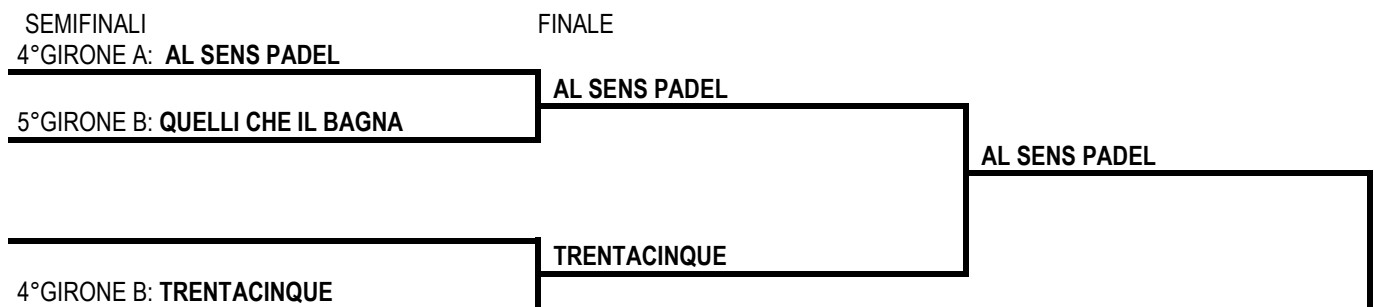 SEMIFINALI FINALE
4°GIRONE A: AL SENS PADEL
AL SENS PADEL
5°GIRONE B: QUELLI CHE IL BAGNA
AL SENS PADEL
TRENTACINQUE
4°GIRONE B: TRENTACINQUE